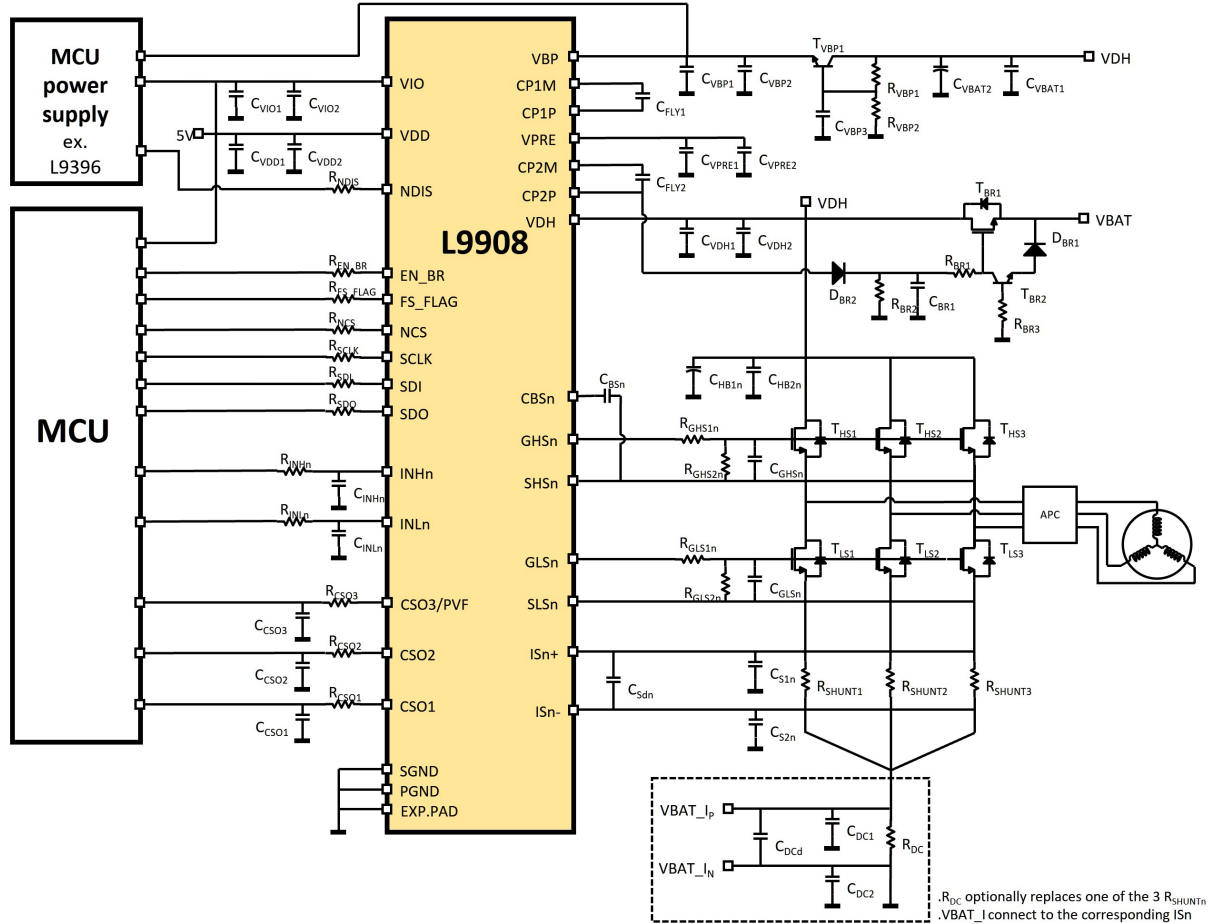 MCU
power
supply
ex.
L9396
5V
MCU
L9908
VIO
VDD
NDIS
EN_BR
FS_FLAG
NCS
SCLK
SDI
SDO
INHn
INLn
CSO3/PVF
CSO2
CSO1
SGND
PGND
EXP.PAD
VBP
CP1M
CP1P
VPRE
CP2M
CP2P
VDH
CBSn
GHSn
SHSn
GLSn
SLSn
ISn+
ISn-
CVIO1
CVIO2
CVDD1
CVDD2
RNDIS
REN_BR
RFS_FLAG
RNCS
RSCLK
RSDI
RSDO
RINHn
CINHn
RINLn
CINLn
RCSO3
CCSO3
RCSO2
CCSO2
RCSO1
CCSO1
CVBP1
CVBP2
TVBP1
RVBP1
RVBP2
CVBP3
CVBAT2
CVBAT1
VDH
CFLY1
CVPRE1
CVPRE2
CFLY2
CVDH1
CVDH2
VDH
TBR1
VBAT
DBR1
DBR2
RBR2
CBR1
RBR1
TBR2
RBR3
CBSn
CHB1n
CHB2n
RGHS1n
RGHS2n
CGHSn
THS1
THS2
THS3
APC
RGLS1n
RGLS2n
CGLSn
TLS1
TLS2
TLS3
CSdn
CS1n
CS2n
RSHUNT1
RSHUNT2
RSHUNT3
VBAT_IP
VBAT_IN
CDCd
CDC1
CDC2
RDC
.RDC optionally replaces one of the 3 RSHUNTn
.VBAT_I connect to the corresponding ISn